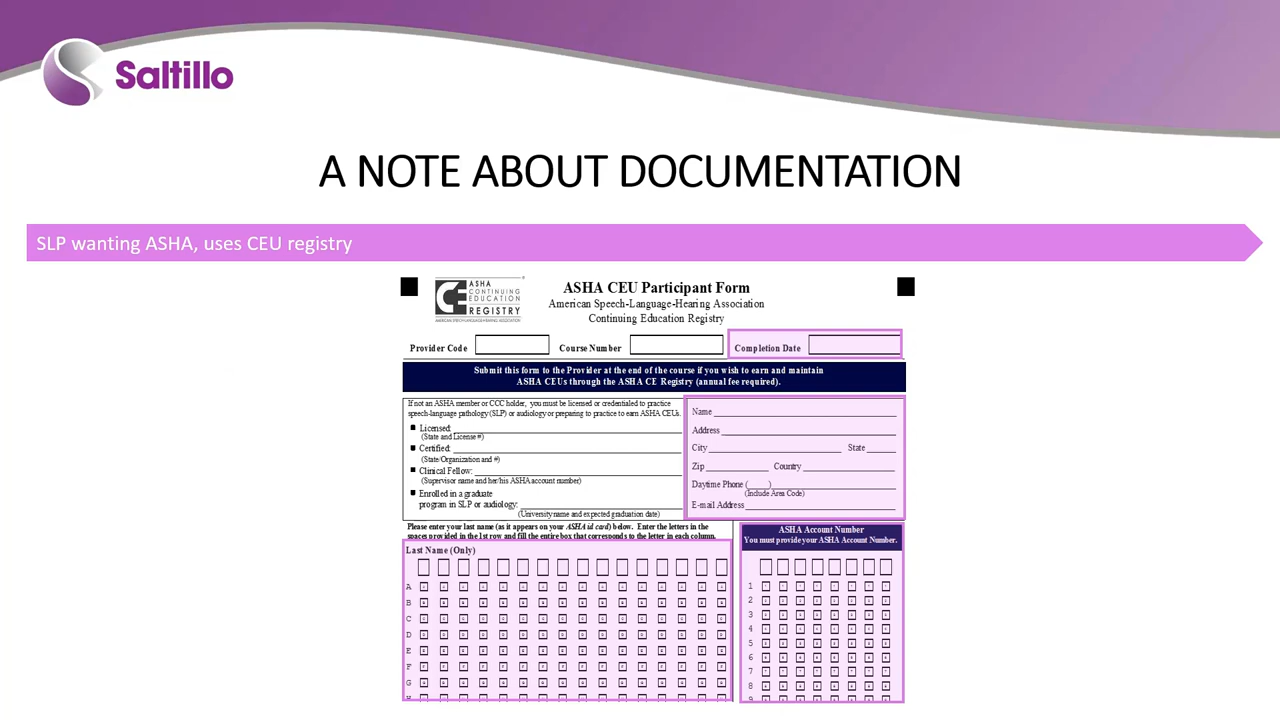 Saltillo
A NOTE ABOUT DOCUMENTATION
SLP wanting ASHA, uses CEU registry
ASHA
CONTINUING
EDUCATION
REGISTRY
AMERICAN SPEECH-LANGUAGE-HEARING ASSOCIATION
ASHA CEU Participant Form
American Speech-Language-Hearing Association
Continuing Education Registry
Provider Code
Course Number
Completion Date
Submit this form to the Provider at the end of the course if you wish to earn and maintain
ASHA CEUs through the ASHA CE Registry (annual fee required).
If not an ASHA member or CCC holder, you must be licensed or credentialed to practice
speech-language pathology (SLP) or audiology or preparing to practice to earn ASHA CEUs.
Licensed:
(State and License #)
Certified:
(State/Organization and #)
Clinical Fellow:
(Supervisor name and her/his ASHA account number)
Enrolled in a graduate
program in SLP or audiology:
(University name and expected graduation date)
Name
Address
City State
Zip Country
Daytime Phone ( )
(Include Area Code)
E-mail Address
Please enter your last name (as it appears on your ASHA id card) below. Enter the letters in the
spaces provided in the 1st row and fill the entire box that corresponds to the letter in each column.
Last Name (Only)
A
B
C
D
E
F
G
H
ASHA Account Number
You must provide your ASHA Account Number.
1
2
3
4
5
6
7
8
9